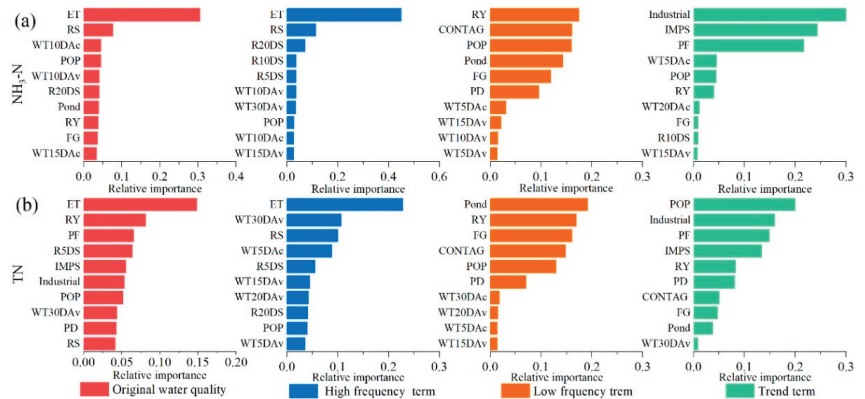 (a)
NH₃-N
ET
RS
WT10DAc
POP
WT10DAv
R20DS
Pond
RY
FG
WT15DAc
0.0 0.1 0.2 0.3 0.4
Relative importance
ET
RS
R20DS
R10DS
R5DS
WT10DAv
WT30DAv
POP
WT10DAc
WT15DAv
0.0 0.2 0.4 0.6
Relative importance
RY
CONTAG
POP
Pond
FG
PD
WT5DAc
WT15DAv
WT10DAv
WT5DAv
0.0 0.1 0.2 0.3
Relative importance
Industrial
IMPS
PF
WT5DAc
POP
RY
WT20DAc
FG
R10DS
WT15DAv
0.0 0.1 0.2 0.3
Relative importance
(b)
TN
ET
RY
PF
R5DS
IMPS
Industrial
POP
WT30DAv
PD
RS
0.00 0.05 0.10 0.15 0.20
Relative importance
ET
WT30DAv
RS
WT5DAc
R5DS
WT15DAv
WT20DAv
R20DS
POP
WT5DAv
0.0 0.1 0.2 0.3
Relative importance
Pond
RY
FG
CONTAG
POP
PD
WT30DAc
WT20DAv
WT5DAc
WT15DAv
0.0 0.1 0.2 0.3
Relative importance
POP
Industrial
PF
IMPS
RY
PD
CONTAG
FG
Pond
WT30DAv
0.0 0.1 0.2 0.3
Relative importance
Original water quality
High frequency term
Low frquency trem
Trend term